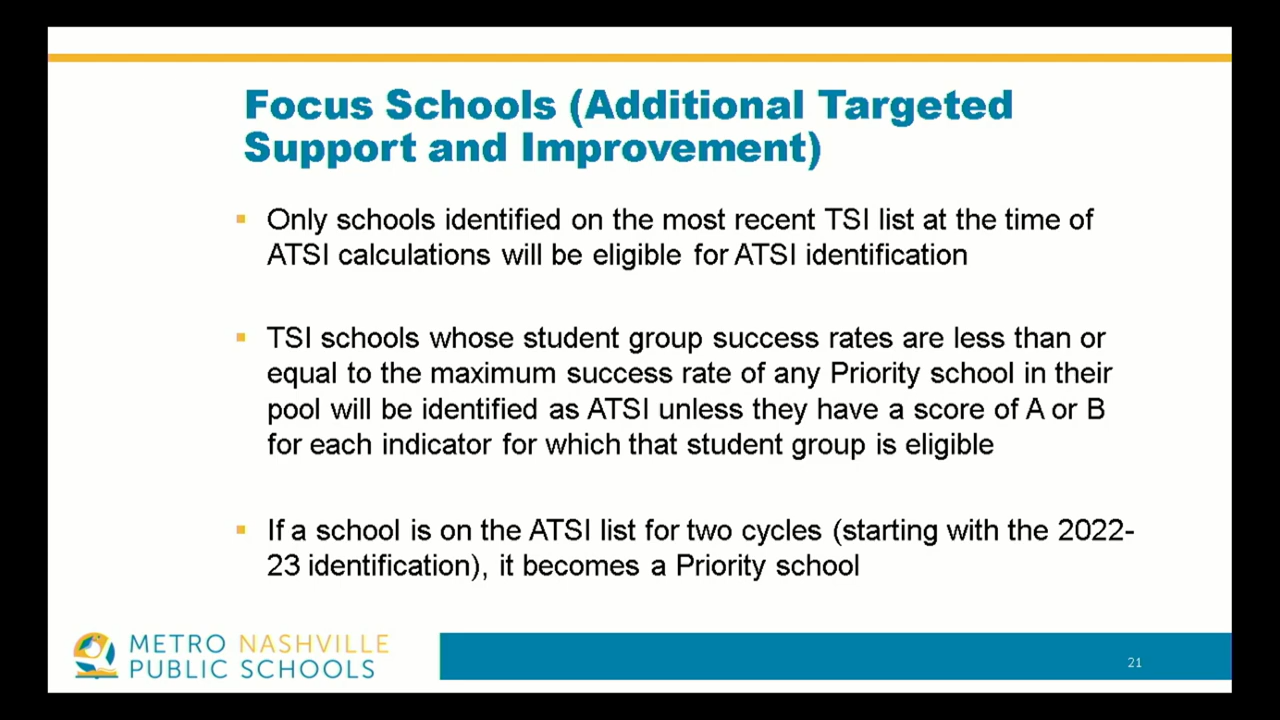 Focus Schools (Additional Targeted
Support and Improvement)
Only schools identified on the most recent TSI list at the time of
ATSI calculations will be eligible for ATSI identification
TSI schools whose student group success rates are less than or
equal to the maximum success rate of any Priority school in their
pool will be identified as ATSI unless they have a score of A or B
for each indicator for which that student group is eligible
If a school is on the ATSI list for two cycles (starting with the 2022-
23 identification), it becomes a Priority school
METRO NASHVILLE
PUBLIC SCHOOLS
21